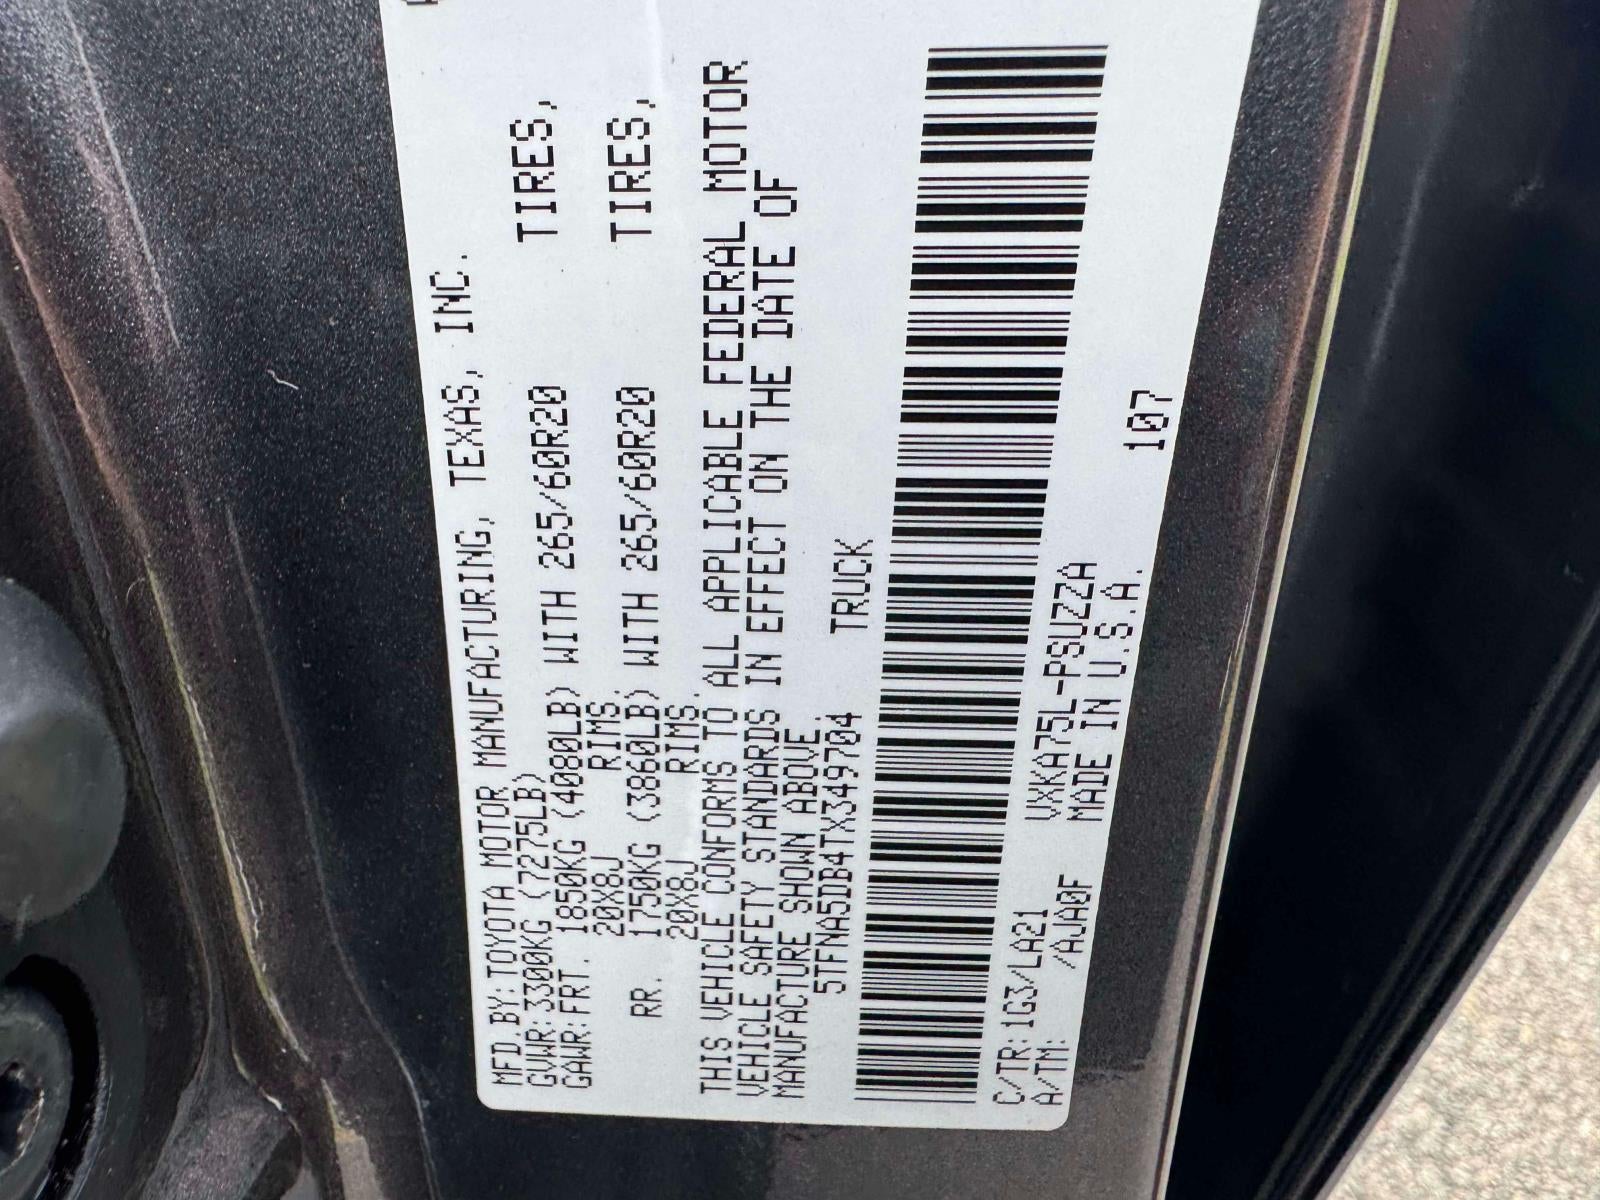 MFD.BY:TOYOTA MOTOR MANUFACTURING, TEXAS, INC.
GVWR:3300KG (7275LB)
GAWR:FRT. 1850KG (4080LB) WITH 265/60R20 TIRES,
20X8J RIMS,
RR. 1750KG (3860LB) WITH 265/60R20 TIRES,
20X8J RIMS.
THIS VEHICLE CONFORMS TO ALL APPLICABLE FEDERAL MOTOR
VEHICLE SAFETY STANDARDS IN EFFECT ON THE DATE OF
MANUFACTURE SHOWN ABOVE.
5TFNA5DB4TX349704 TRUCK
C/TR:1G3/LA21 VXKA75L-PSUZZA 107
A/TM: /AJA0F MADE IN U.S.A.